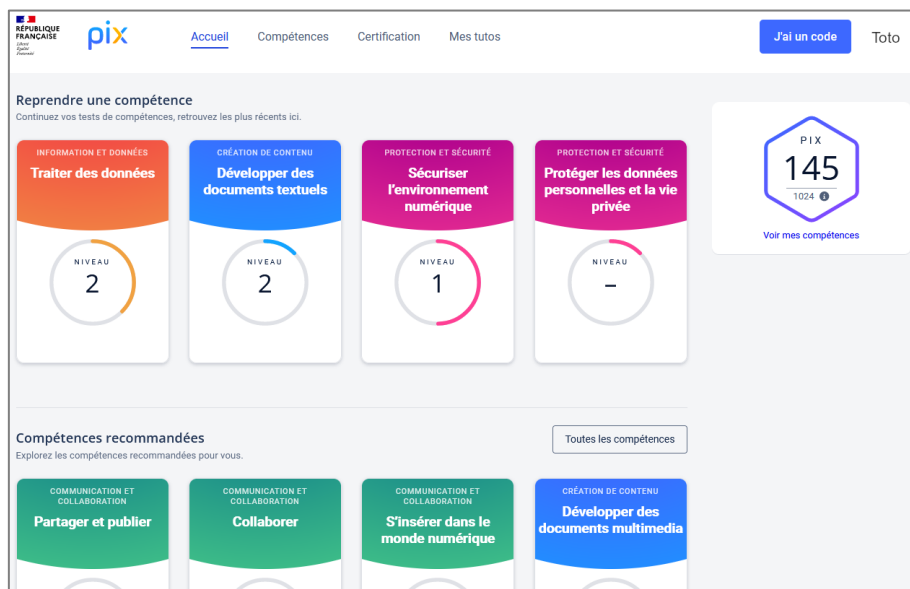 RÉPUBLIQUE
FRANÇAISE
Liberté
Égalité
Fraternité
pix
Accueil Compétences Certification Mes tutos
J'ai un code
Toto
Reprendre une compétence
Continuez vos tests de compétences, retrouvez les plus récents ici.
INFORMATION ET DONNÉES
Traiter des données
NIVEAU
2
CRÉATION DE CONTENU
Développer des
documents textuels
NIVEAU
2
PROTECTION ET SÉCURITÉ
Sécuriser
l'environnement
numérique
NIVEAU
1
PROTECTION ET SÉCURITÉ
Protéger les données
personnelles et la vie
privée
NIVEAU
–
PIX
145
1024
Voir mes compétences
Compétences recommandées
Explorez les compétences recommandées pour vous.
Toutes les compétences
COMMUNICATION ET
COLLABORATION
Partager et publier
COMMUNICATION ET
COLLABORATION
Collaborer
COMMUNICATION ET
COLLABORATION
S'insérer dans le
monde numérique
CRÉATION DE CONTENU
Développer des
documents multimedia